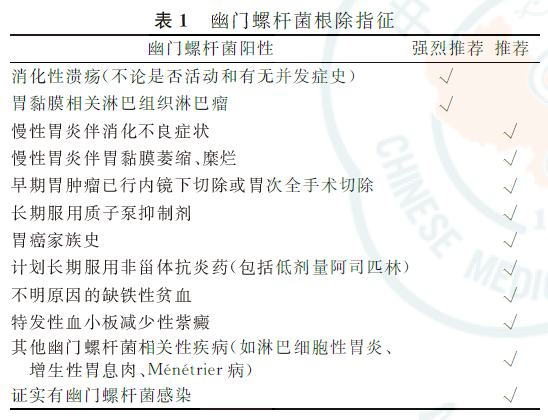 表 1 幽门螺杆菌根除指征
幽门螺杆菌阳性 强烈推荐 推荐
消化性溃疡(不论是否活动和有无并发症史) √
胃黏膜相关淋巴组织淋巴瘤 √
慢性胃炎伴消化不良症状 √
慢性胃炎伴胃黏膜萎缩、糜烂 √
早期胃肿瘤已行内镜下切除或胃次全手术切除 √
长期服用质子泵抑制剂 √
胃癌家族史 √
计划长期服用非甾体抗炎药(包括低剂量阿司匹林) √
不明原因的缺铁性贫血 √
特发性血小板减少性紫癜 √
其他幽门螺杆菌相关性疾病(如淋巴细胞性胃炎、
增生性胃息肉、Ménétrier 病) √
证实有幽门螺杆菌感染 √
CHINESE MEDIC